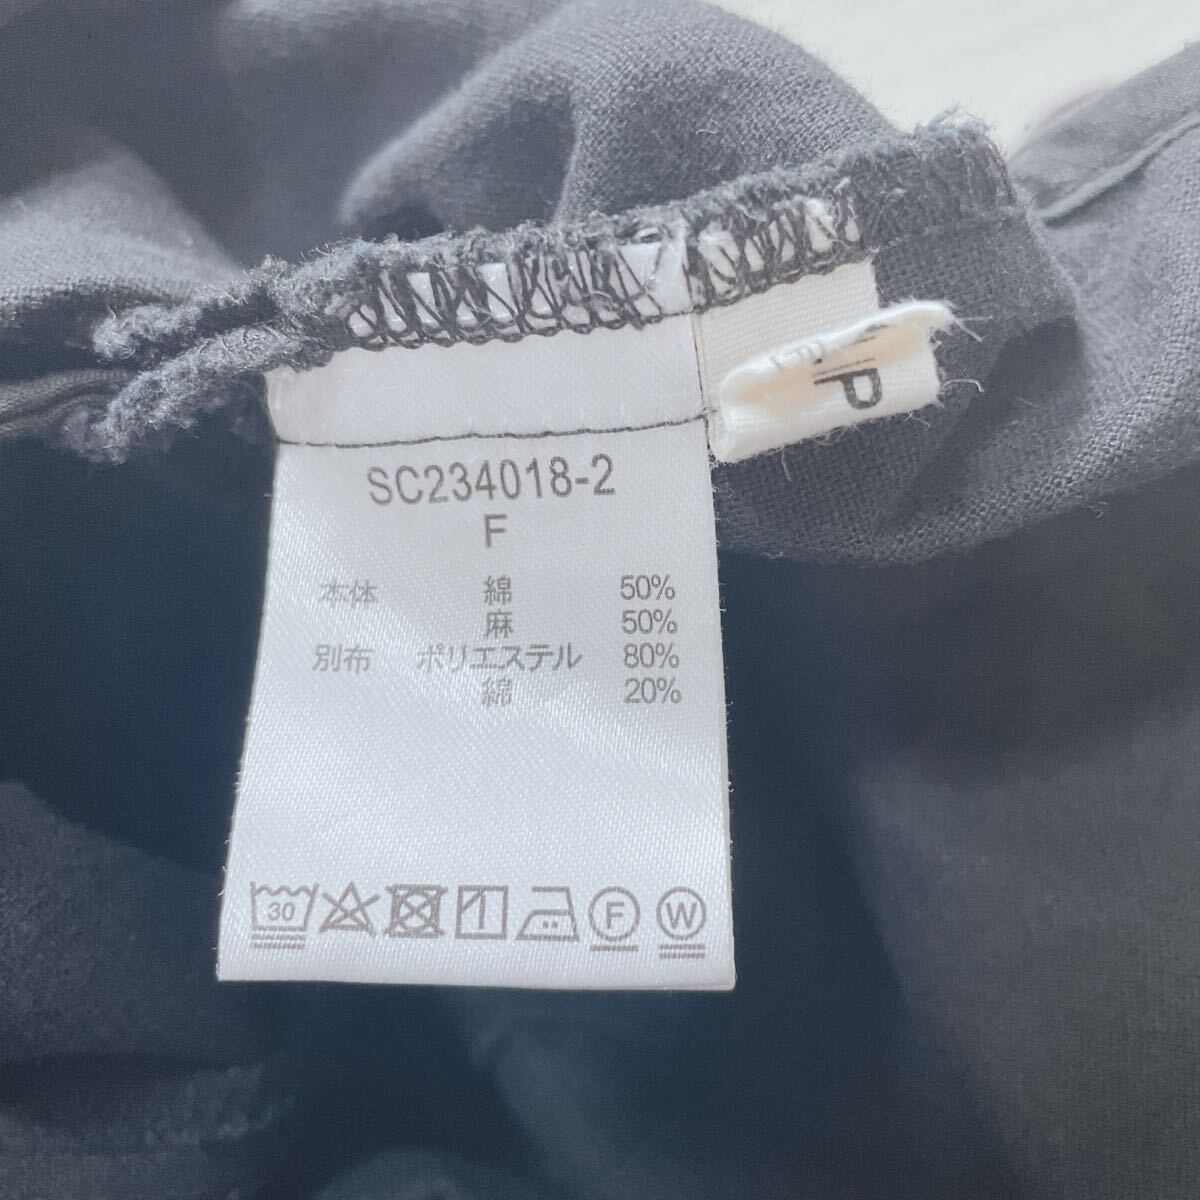 SC234018-2
F
本体 綿 50%
麻 50%
別布 ポリエステル 80%
綿 20%
30 F W